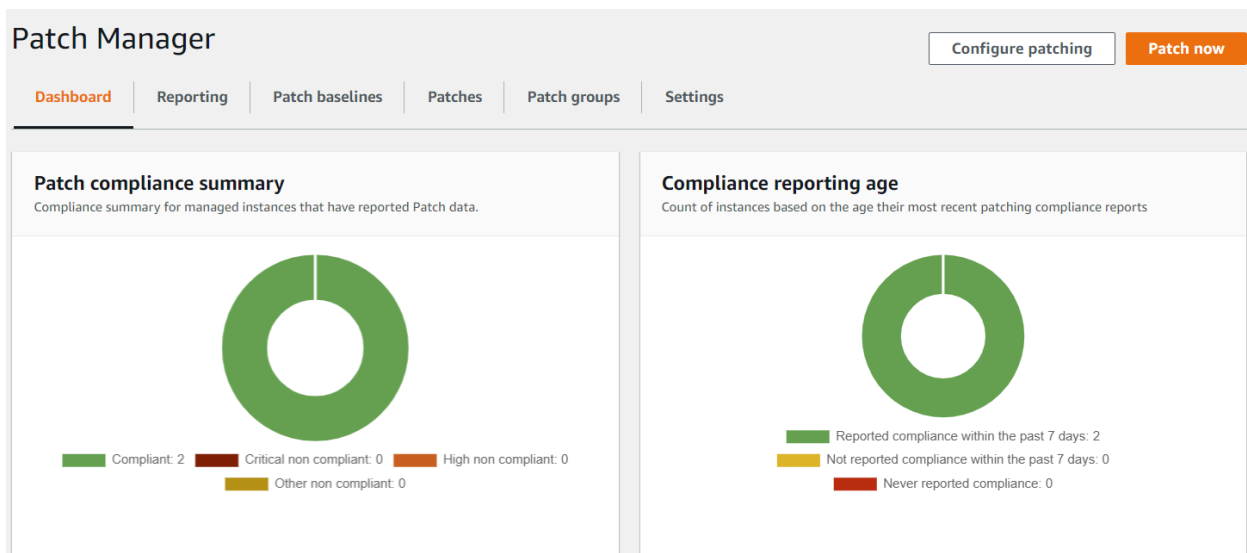 Patch Manager
Configure patching
Patch now
Dashboard
Reporting
Patch baselines
Patches
Patch groups
Settings
Patch compliance summary
Compliance summary for managed instances that have reported Patch data.
Compliant: 2
Critical non compliant: 0
High non compliant: 0
Other non compliant: 0
Compliance reporting age
Count of instances based on the age their most recent patching compliance reports
Reported compliance within the past 7 days: 2
Not reported compliance within the past 7 days: 0
Never reported compliance: 0